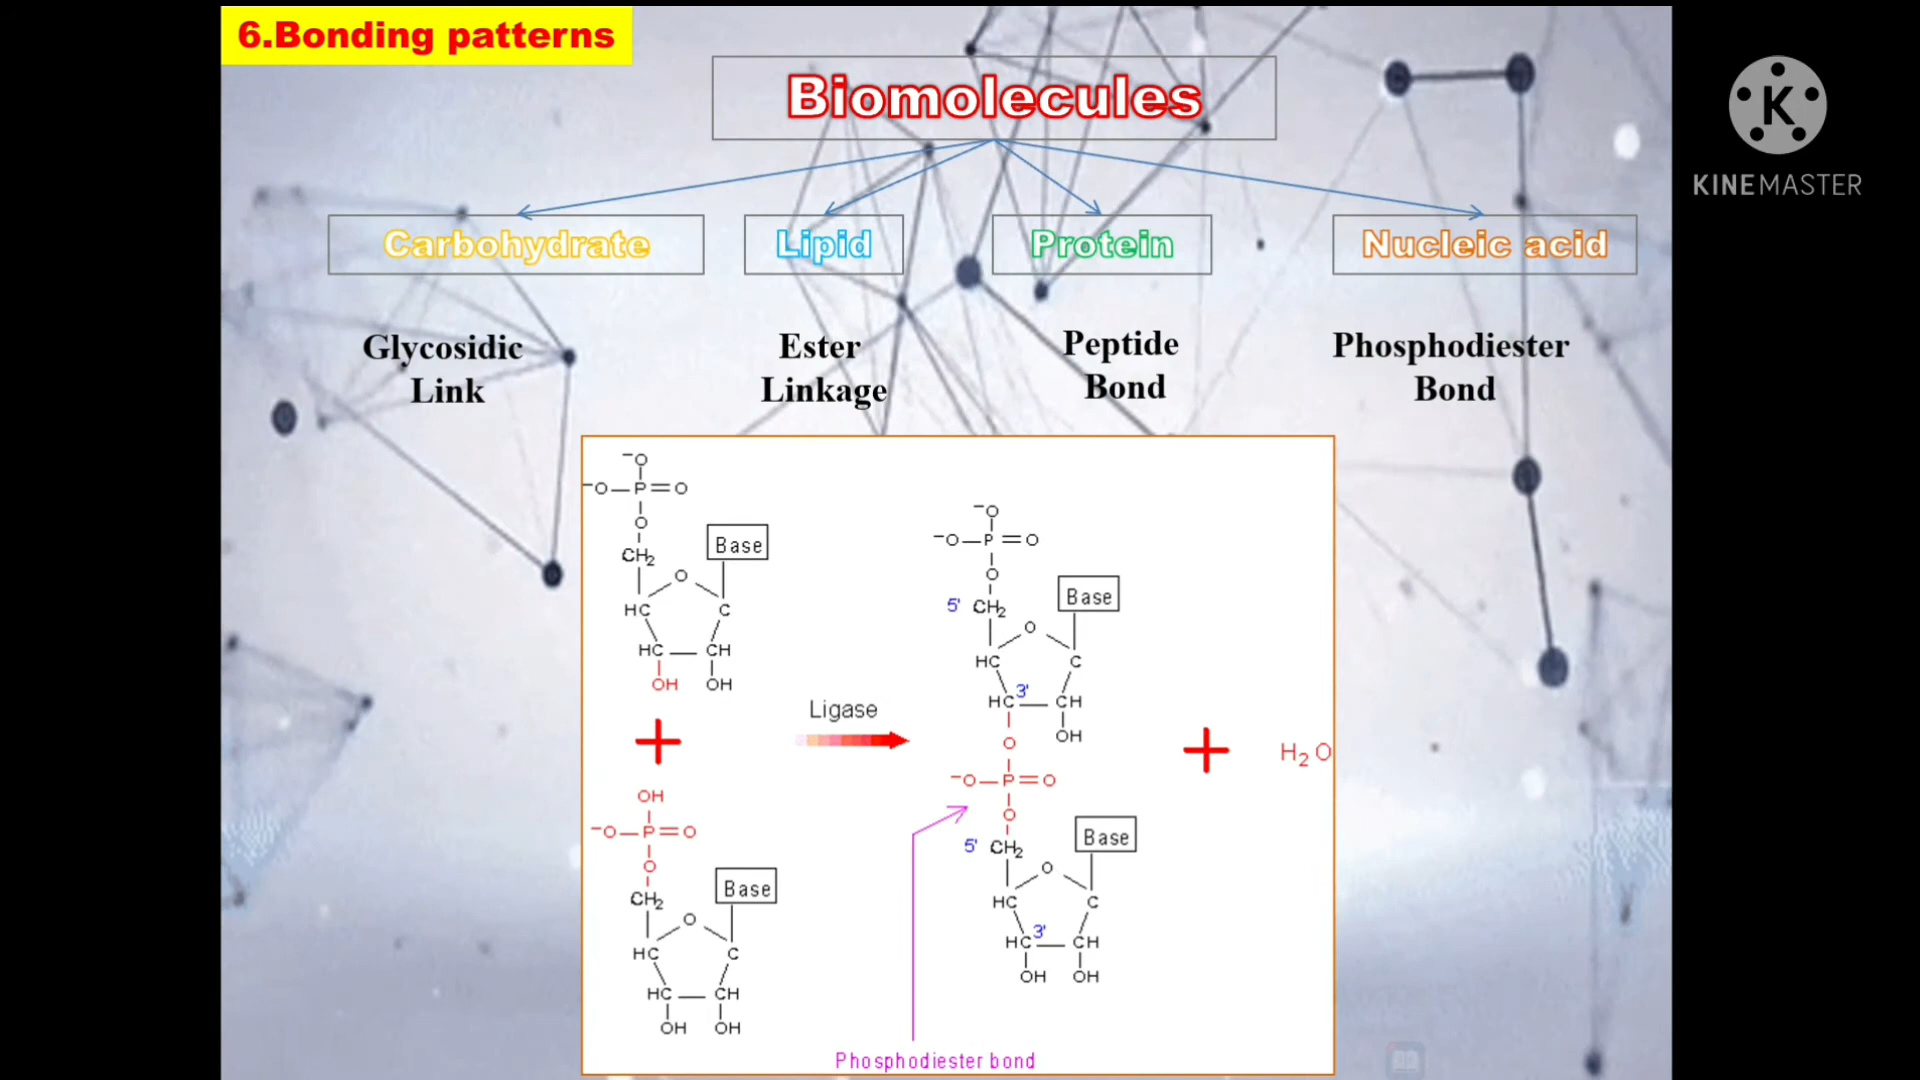 6.Bonding patterns
Biomolecules
K
KINEMASTER
Carbohydrate
Lipid
Protein
Nucleic acid
Glycosidic
Link
Ester
Linkage
Peptide
Bond
Phosphodiester
Bond
⁻O
⁻O—P=O
O
CH₂
Base
O
HC C
HC CH
OH OH
+
OH
⁻O—P=O
O
CH₂
Base
O
HC C
HC CH
OH OH
Ligase
⁻O
⁻O—P=O
O
5' CH₂
Base
O
HC C
3'
HC CH
OH
O
⁻O—P=O
O
5' CH₂
Base
O
HC C
3'
HC CH
OH OH
+
H₂O
Phosphodiester bond